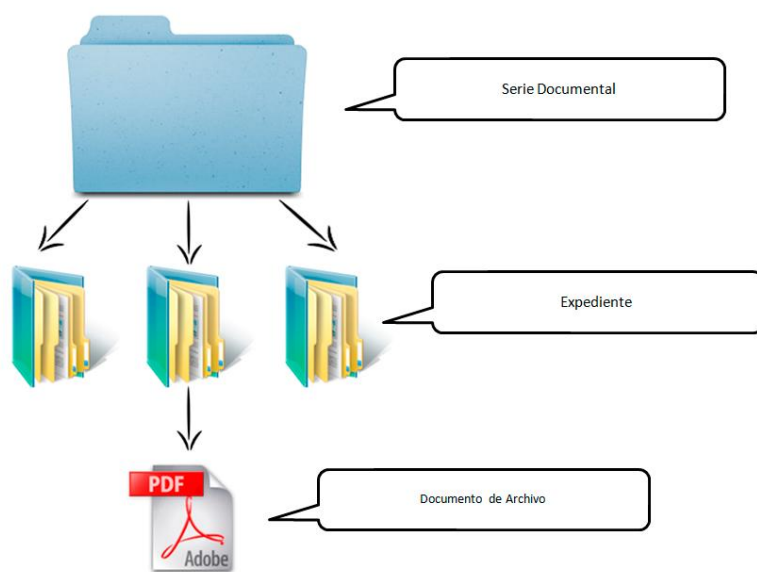 Serie Documental
Expediente
PDF
Adobe
Documento de Archivo